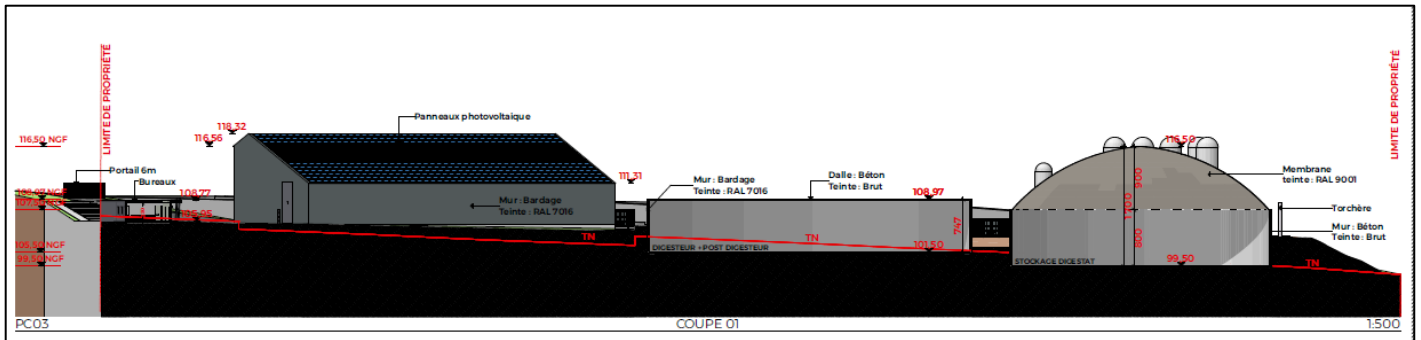 LIMITE DE PROPRIÉTÉ
LIMITE DE PROPRIÉTÉ
118,32
116,56
Panneaux photovoltaique
116,50 NGF
116,50
Portail 6m
Bureaux
111.31
Mur : Bardage
Teinte : RAL 7016
Dalle : Béton
Teinte : Brut
108,97
900
Membrane
teinte : RAL 9001
108,77
Mur : Bardage
Teinte : RAL 7016
1700
Torchère
747
Mur : Béton
Teinte : Brut
TN
TN
105,50 NGF
DIGESTEUR + POST DIGESTEUR
101,50
800
99,50 NGF
STOCKAGE DIGESTAT
99,50
TN
PC03
COUPE 01
1:500